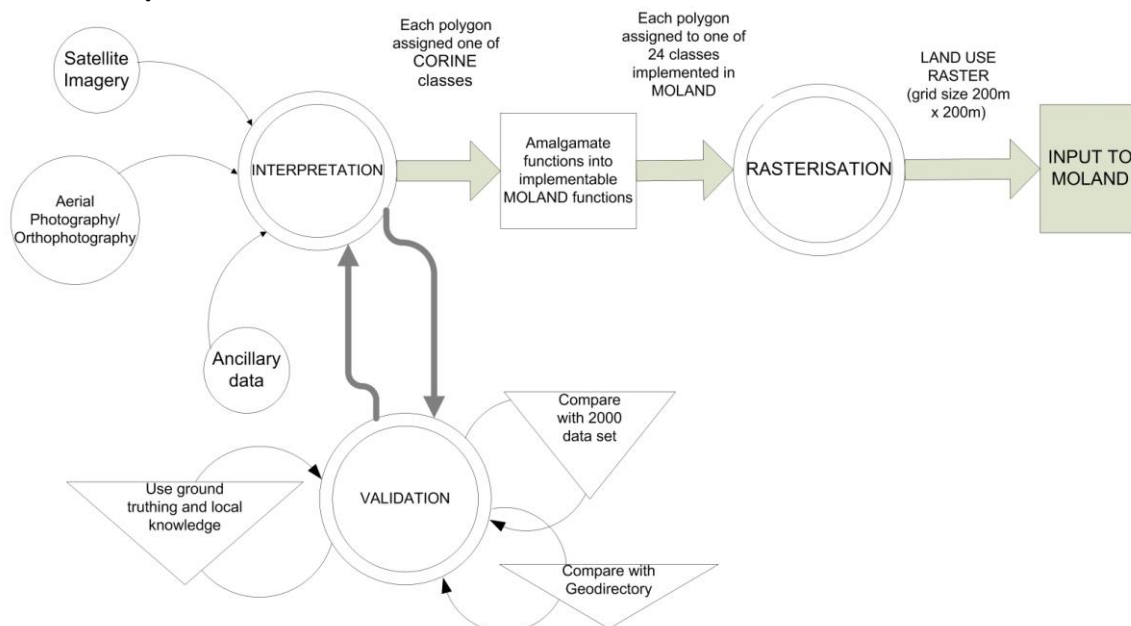 Satellite
Imagery
Aerial
Photography/
Orthophotography
Ancillary
data
INTERPRETATION
Each polygon
assigned one of
CORINE
classes
Amalgamate
functions into
implementable
MOLAND functions
Each polygon
assigned to one of
24 classes
implemented in
MOLAND
RASTERISATION
LAND USE
RASTER
(grid size 200m
x 200m)
INPUT TO
MOLAND
VALIDATION
Use ground
truthing and local
knowledge
Compare
with 2000
data set
Compare with
Geodirectory